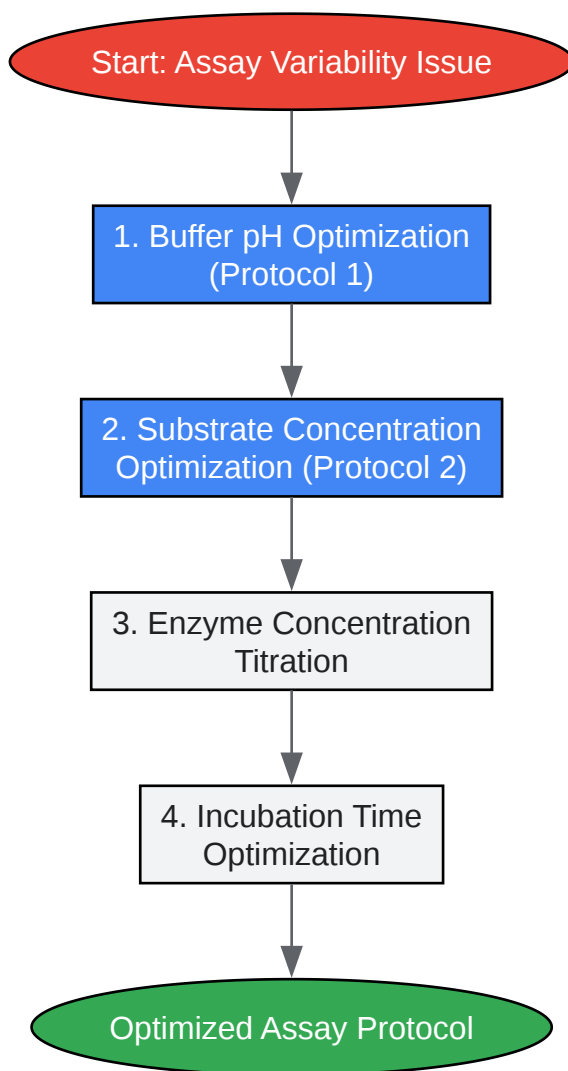 Start: Assay Variability Issue
1. Buffer pH Optimization
(Protocol 1)
2. Substrate Concentration
Optimization (Protocol 2)
3. Enzyme Concentration
Titration
4. Incubation Time
Optimization
Optimized Assay Protocol